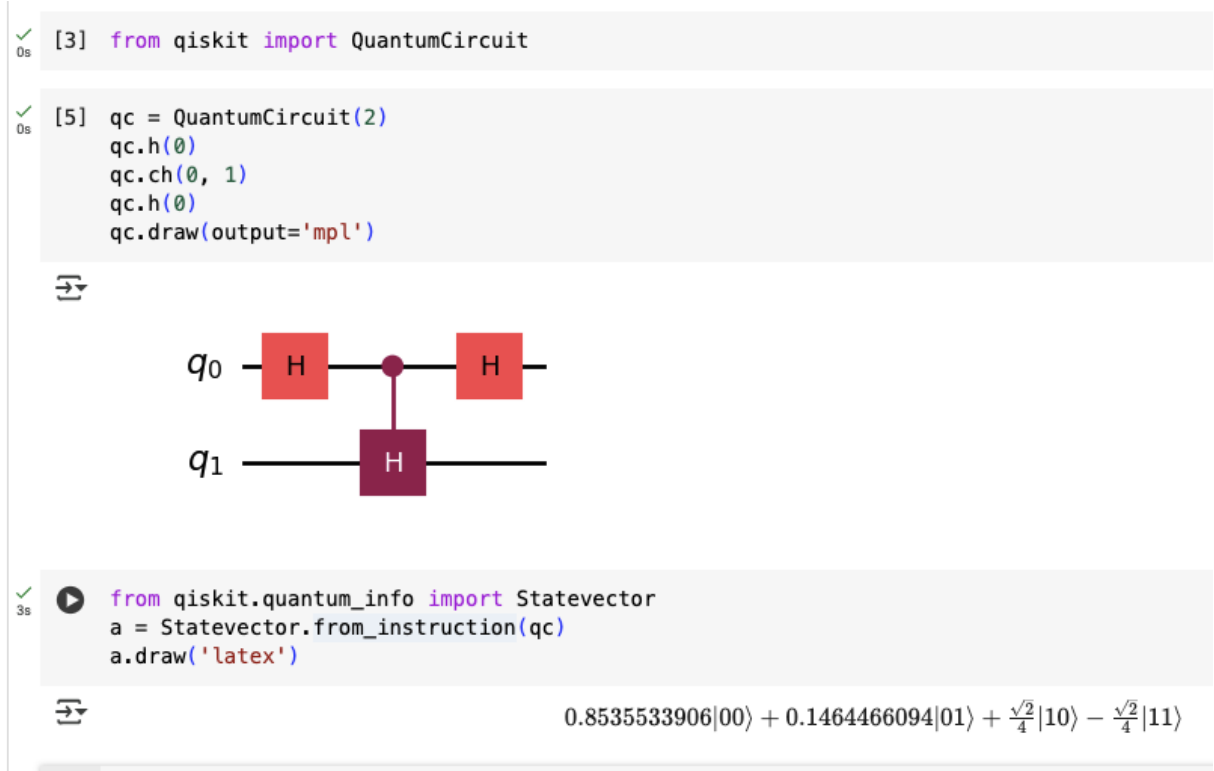 [3] from qiskit import QuantumCircuit
0s
[5] qc = QuantumCircuit(2)
0s
qc.h(0)
qc.ch(0, 1)
qc.h(0)
qc.draw(output='mpl')
q0 H H
q1 H
from qiskit.quantum_info import Statevector
3s
a = Statevector.from_instruction(qc)
a.draw('latex')
0.8535533906|00⟩ + 0.1464466094|01⟩ + √2/4|10⟩ − √2/4|11⟩